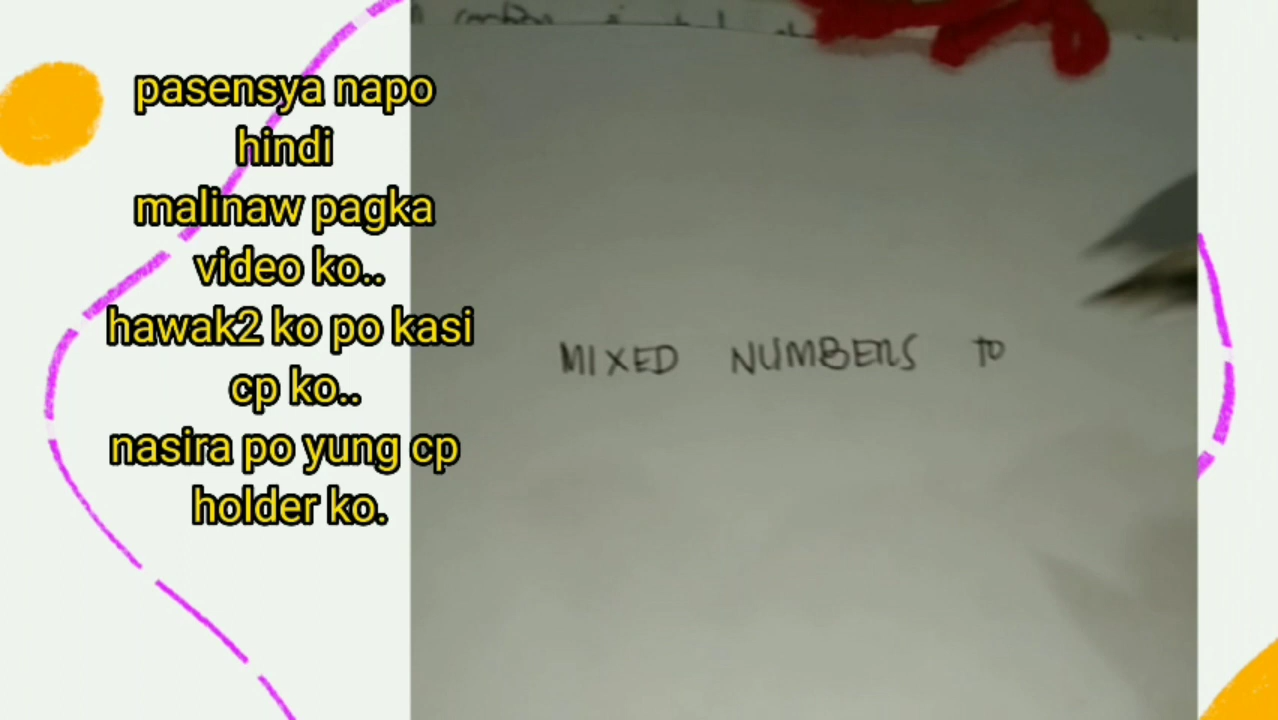 pasensya napo
hindi
malinaw pagka
video ko..
hawak2 ko po kasi
cp ko..
nasira po yung cp
holder ko.
MIXED NUMBERS TO